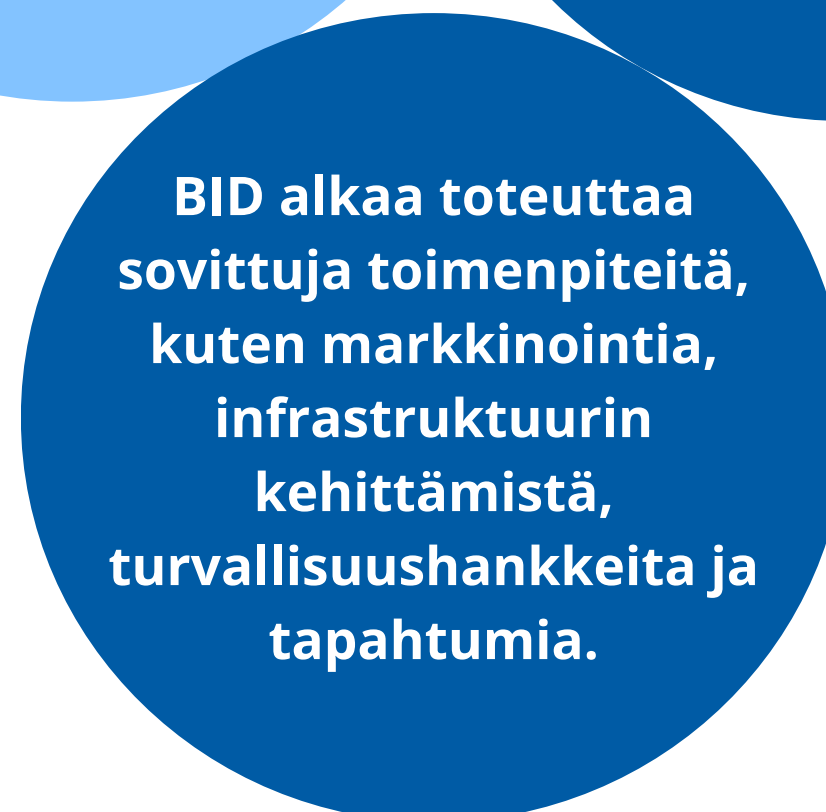 BID alkaa toteuttaa
sovittuja toimenpiteitä,
kuten markkinointia,
infrastruktuurin
kehittämistä,
turvallisuushankkeita ja
tapahtumia.